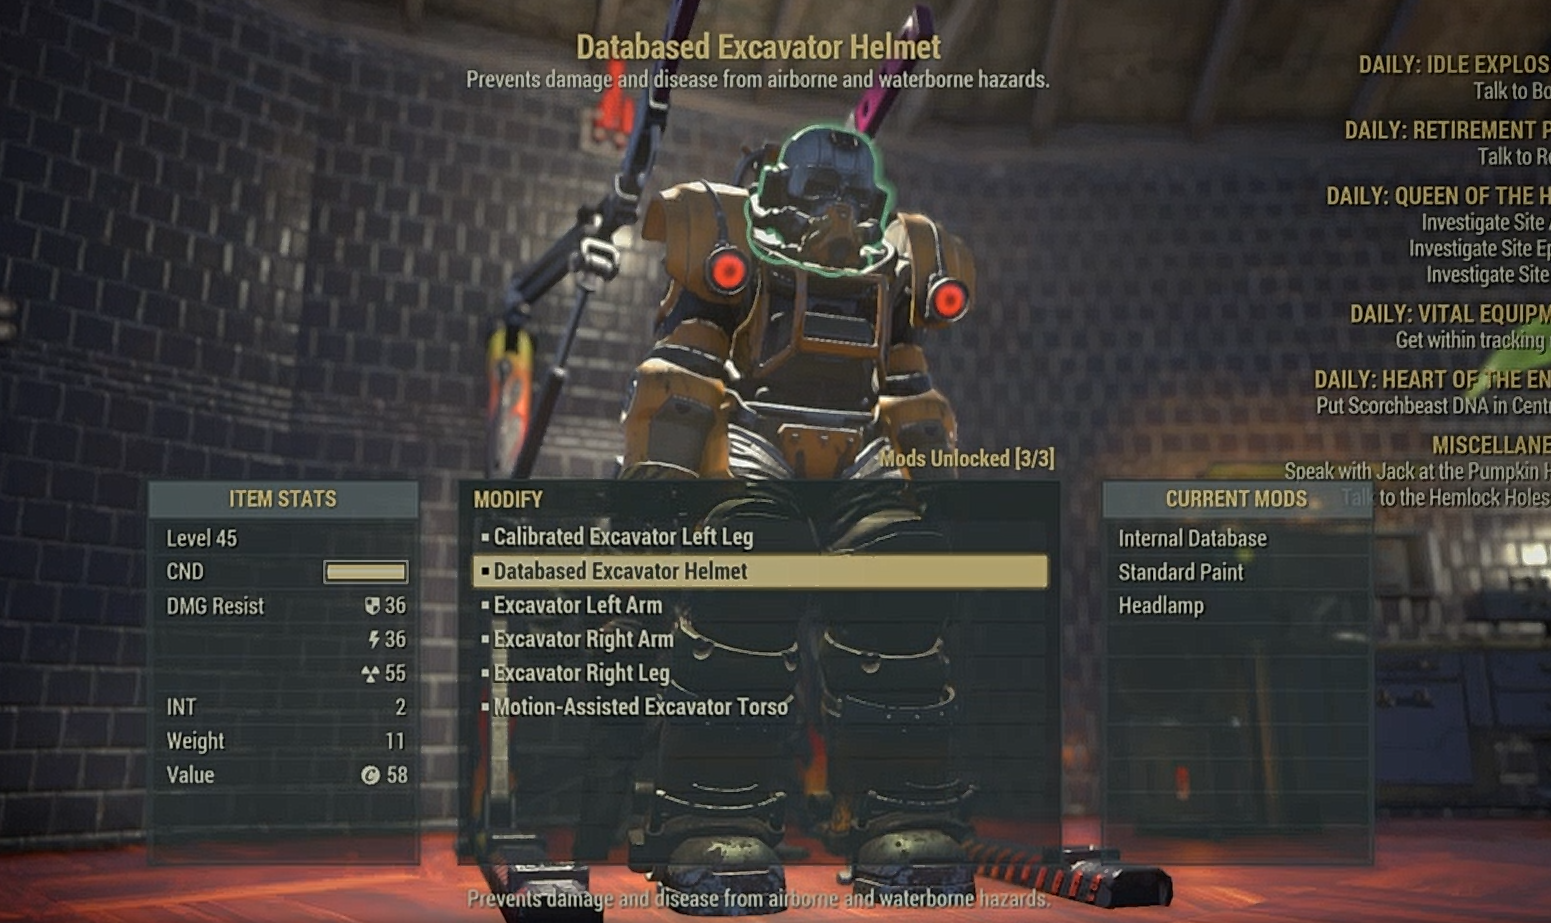 Databased Excavator Helmet
Prevents damage and disease from airborne and waterborne hazards.
DAILY: IDLE EXPLOS
Talk to Bo
DAILY: RETIREMENT P
Talk to Ro
DAILY: QUEEN OF THE H
Investigate Site
Investigate Site Ep
Investigate Site
DAILY: VITAL EQUIPM
Get within tracking
DAILY: HEART OF THE EN
Put Scorchbeast DNA in Centr
MISCELLANE
Speak with Jack at the Pumpkin H
Talk to the Hemlock Holes
Mods Unlocked [3/3]
ITEM STATS
Level 45
CND
DMG Resist 36
36
55
INT 2
Weight 11
Value 58
MODIFY
Calibrated Excavator Left Leg
Databased Excavator Helmet
Excavator Left Arm
Excavator Right Arm
Excavator Right Leg
Motion-Assisted Excavator Torso
CURRENT MODS
Internal Database
Standard Paint
Headlamp
Prevents damage and disease from airborne and waterborne hazards.